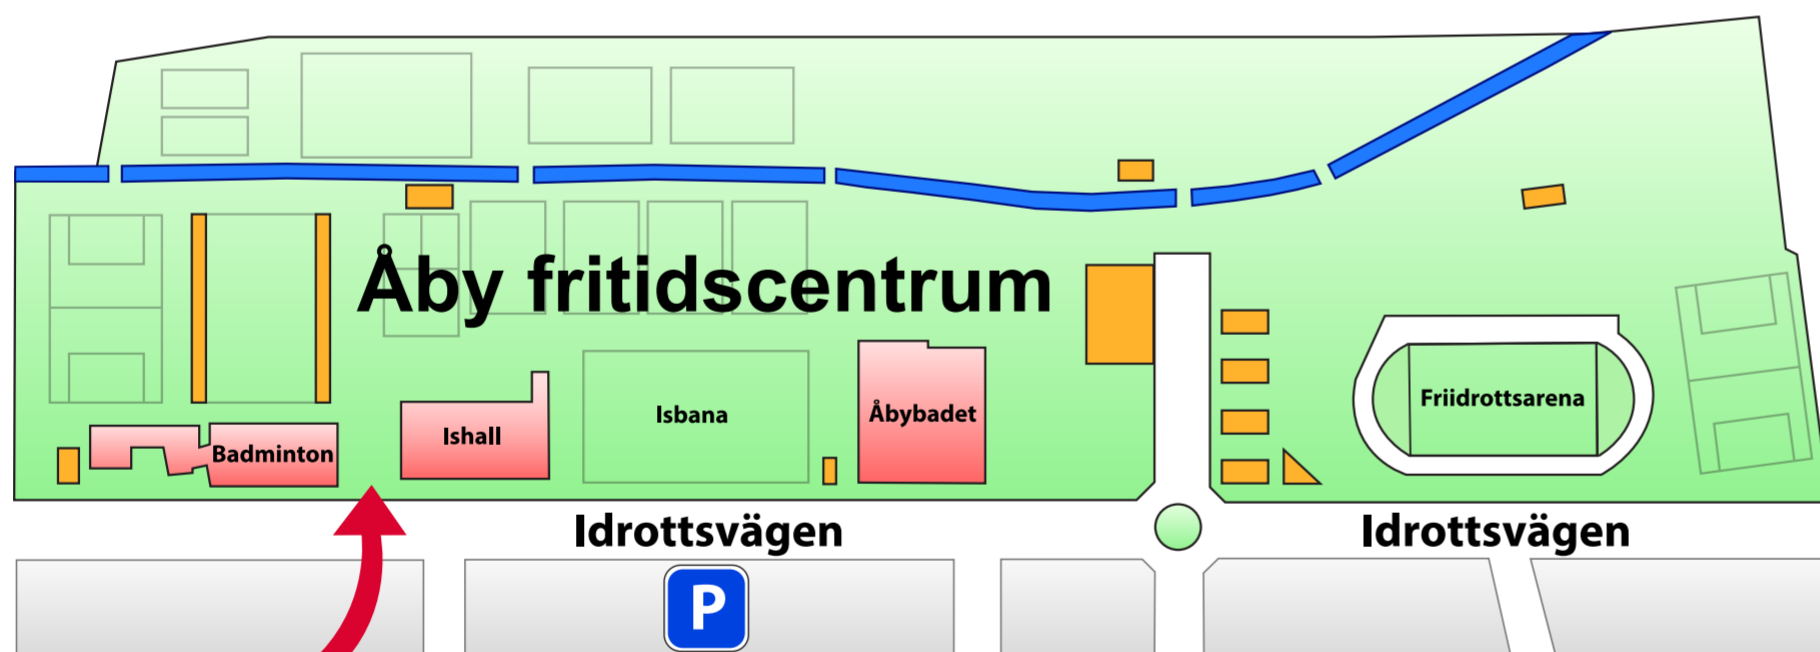 Åby fritidscentrum
Friidrottsarena
Isbana
Åbybadet
Ishall
Badminton
Idrottsvägen
Idrottsvägen
P